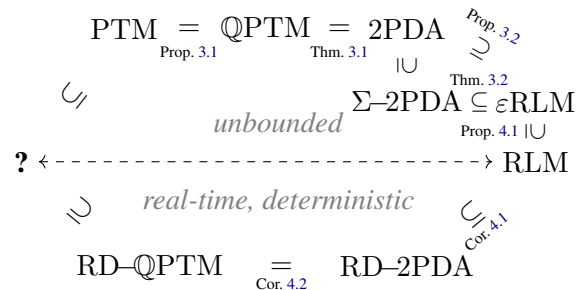 PTM = ℚPTM = 2PDA ⊇ Prop. 3.2
Prop. 3.1 Thm. 3.1
⊆ ⊇ Thm. 3.2
Σ–2PDA ⊆ εRLM
unbounded Prop. 4.1 ⊇
? RLM
real-time, deterministic
⊇ ⊆ Cor. 4.1
RD–ℚPTM = RD–2PDA
Cor. 4.2